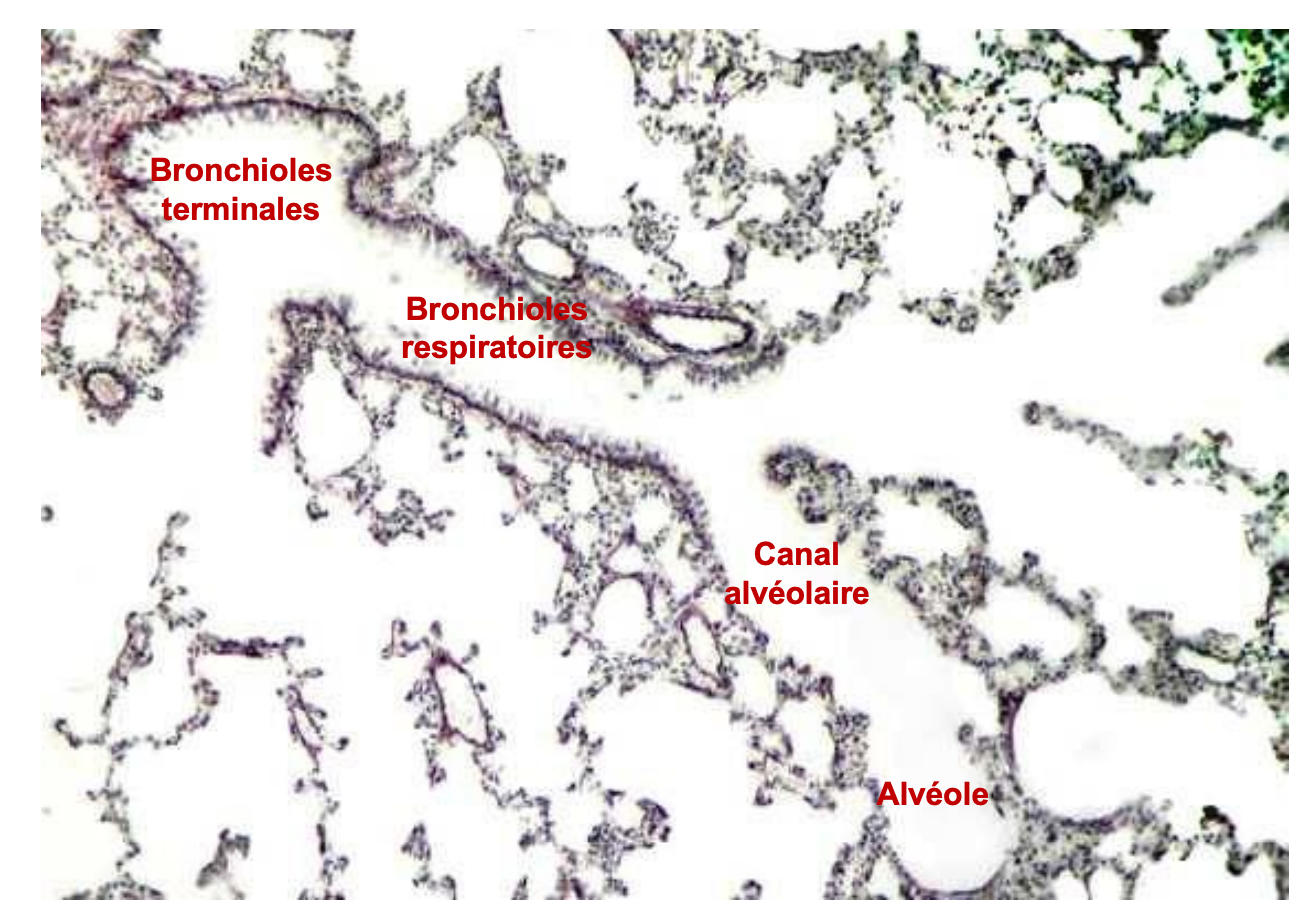 Bronchioles
terminales
Bronchioles
respiratoires
Canal
alvéolaire
Alvéole